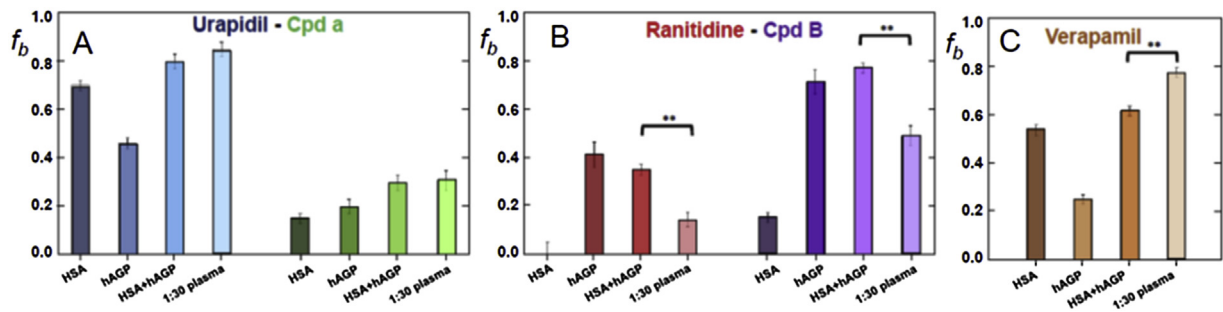 A
Urapidil - Cpd a
fb
1.0
0.8
0.6
0.4
0.2
0.0
HSA
hAGP
HSA+hAGP
1:30 plasma
HSA
hAGP
HSA+hAGP
1:30 plasma
B
Ranitidine - Cpd B
**
**
fb
1.0
0.8
0.6
0.4
0.2
0.0
HSA
hAGP
HSA+hAGP
1:30 plasma
HSA
hAGP
HSA+hAGP
1:30 plasma
C
Verapamil
**
fb
1.0
0.8
0.6
0.4
0.2
0.0
HSA
hAGP
HSA+hAGP
1:30 plasma